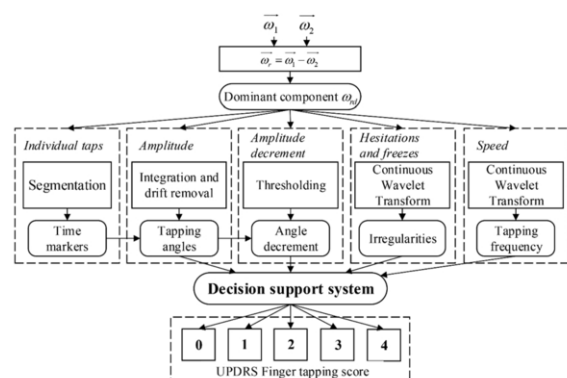 ω₁ ω₂
ωᵣ = ω₁ − ω₂
Dominant component ωᵣd
Individual taps
Amplitude
Amplitude
decrement
Hesitations
and freezes
Speed
Segmentation
Integration and
drift removal
Thresholding
Continuous
Wavelet
Transform
Continuous
Wavelet
Transform
Time
markers
Tapping
angles
Angle
decrement
Irregularities
Tapping
frequency
Decision support system
0 1 2 3 4
UPDRS Finger tapping score